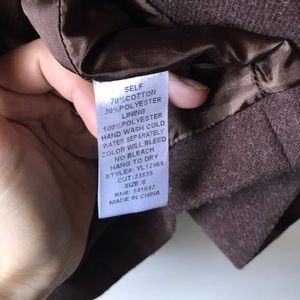 SELF
70%COTTON
30%POLYESTER
LINING
100%POLYESTER
HAND WASH COLD
WATER SEPARATELY
COLOR WILL BLEED
NO BLEACH
HANG TO DRY
STYLE#: YL12969
CUT: 23838
SIZE: S
RN#: 141647
MADE IN CHINA